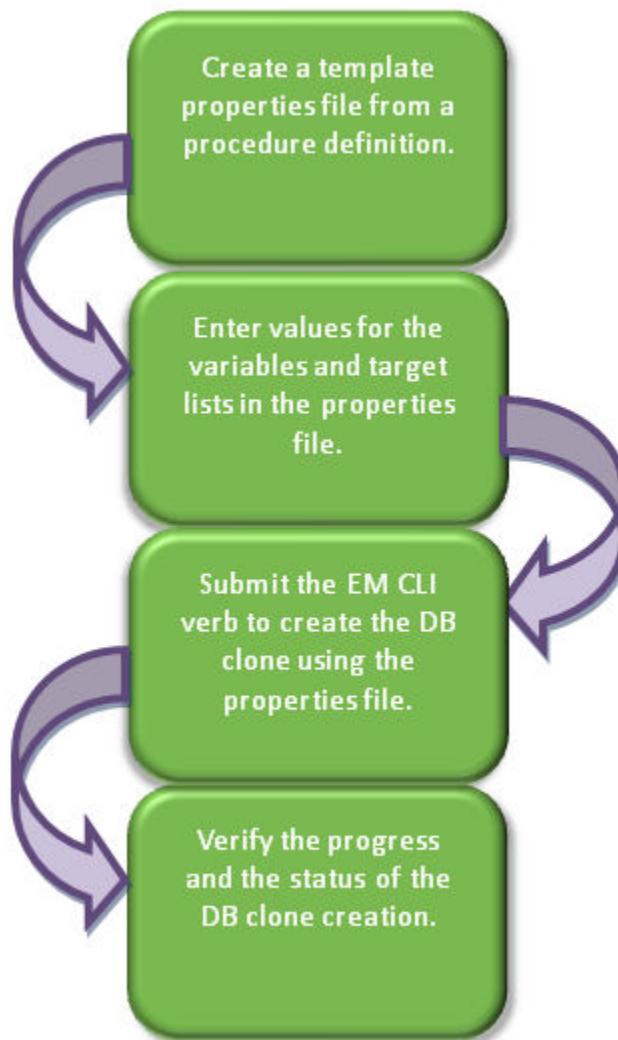 Create a template
properties file from a
procedure definition.
Enter values for the
variables and target
lists in the properties
file.
Submit the EM CLI
verb to create the DB
clone using the
properties file.
Verify the progress
and the status of the
DB clone creation.